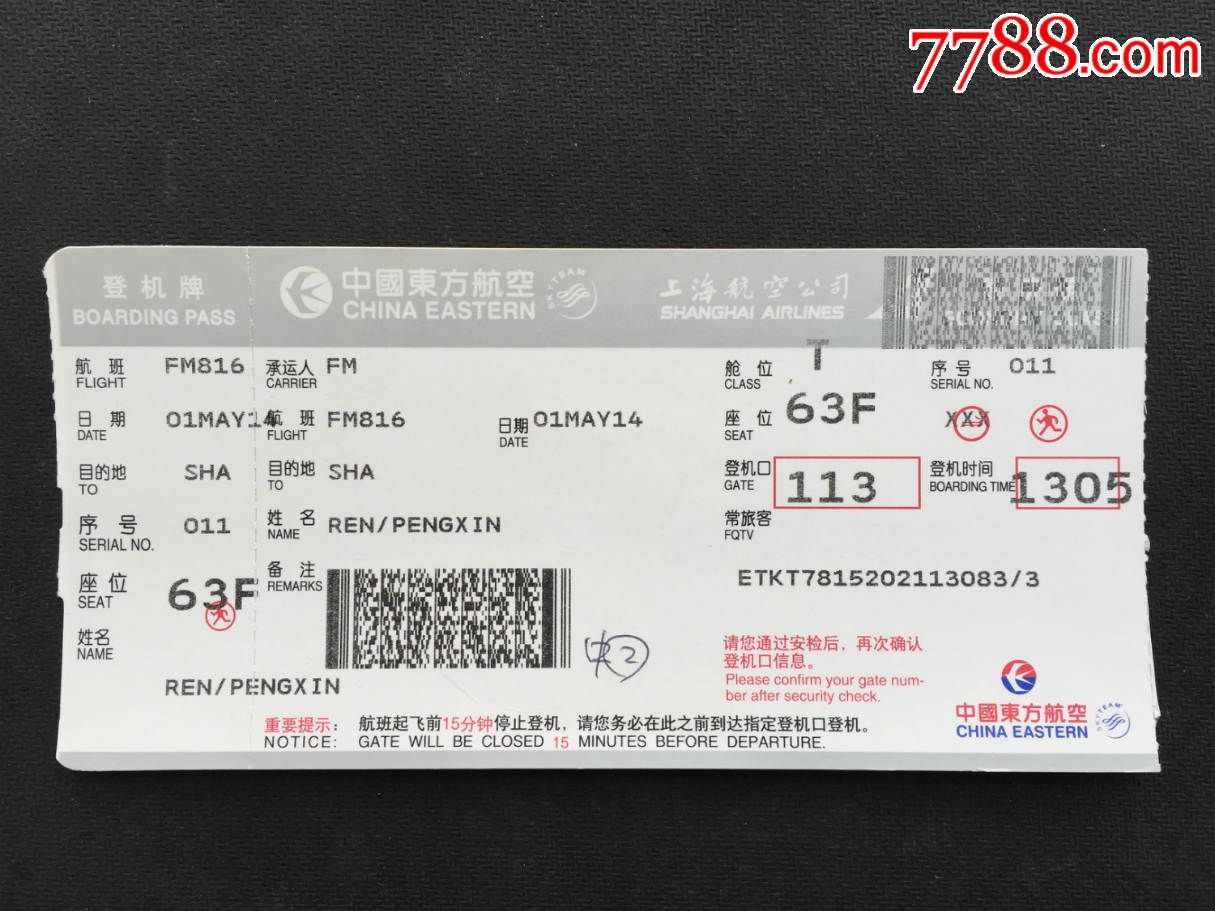 7788.com
登机牌
BOARDING PASS
中國東方航空
CHINA EASTERN
SKYTEAM
上海航空公司
SHANGHAI AIRLINES
航班 FM816
FLIGHT
日期 01MAY14
DATE
目的地 SHA
TO
序号 011
SERIAL NO.
座位 63F
SEAT
姓名
NAME
REN/PENGXIN
承运人 FM
CARRIER
航班 FM816
FLIGHT
日期 01MAY14
DATE
目的地 SHA
TO
姓名 REN/PENGXIN
NAME
备注
REMARKS
舱位 T
CLASS
序号 011
SERIAL NO.
座位 63F
SEAT
XXX
登机口 113
GATE
登机时间 1305
BOARDING TIME
常旅客
FQTV
ETKT7815202113083/3
请您通过安检后，再次确认
登机口信息。
Please confirm your gate num-
ber after security check.
中國東方航空
CHINA EASTERN
SKYTEAM
重要提示： 航班起飞前15分钟停止登机，请您务必在此之前到达指定登机口登机。
NOTICE: GATE WILL BE CLOSED 15 MINUTES BEFORE DEPARTURE.